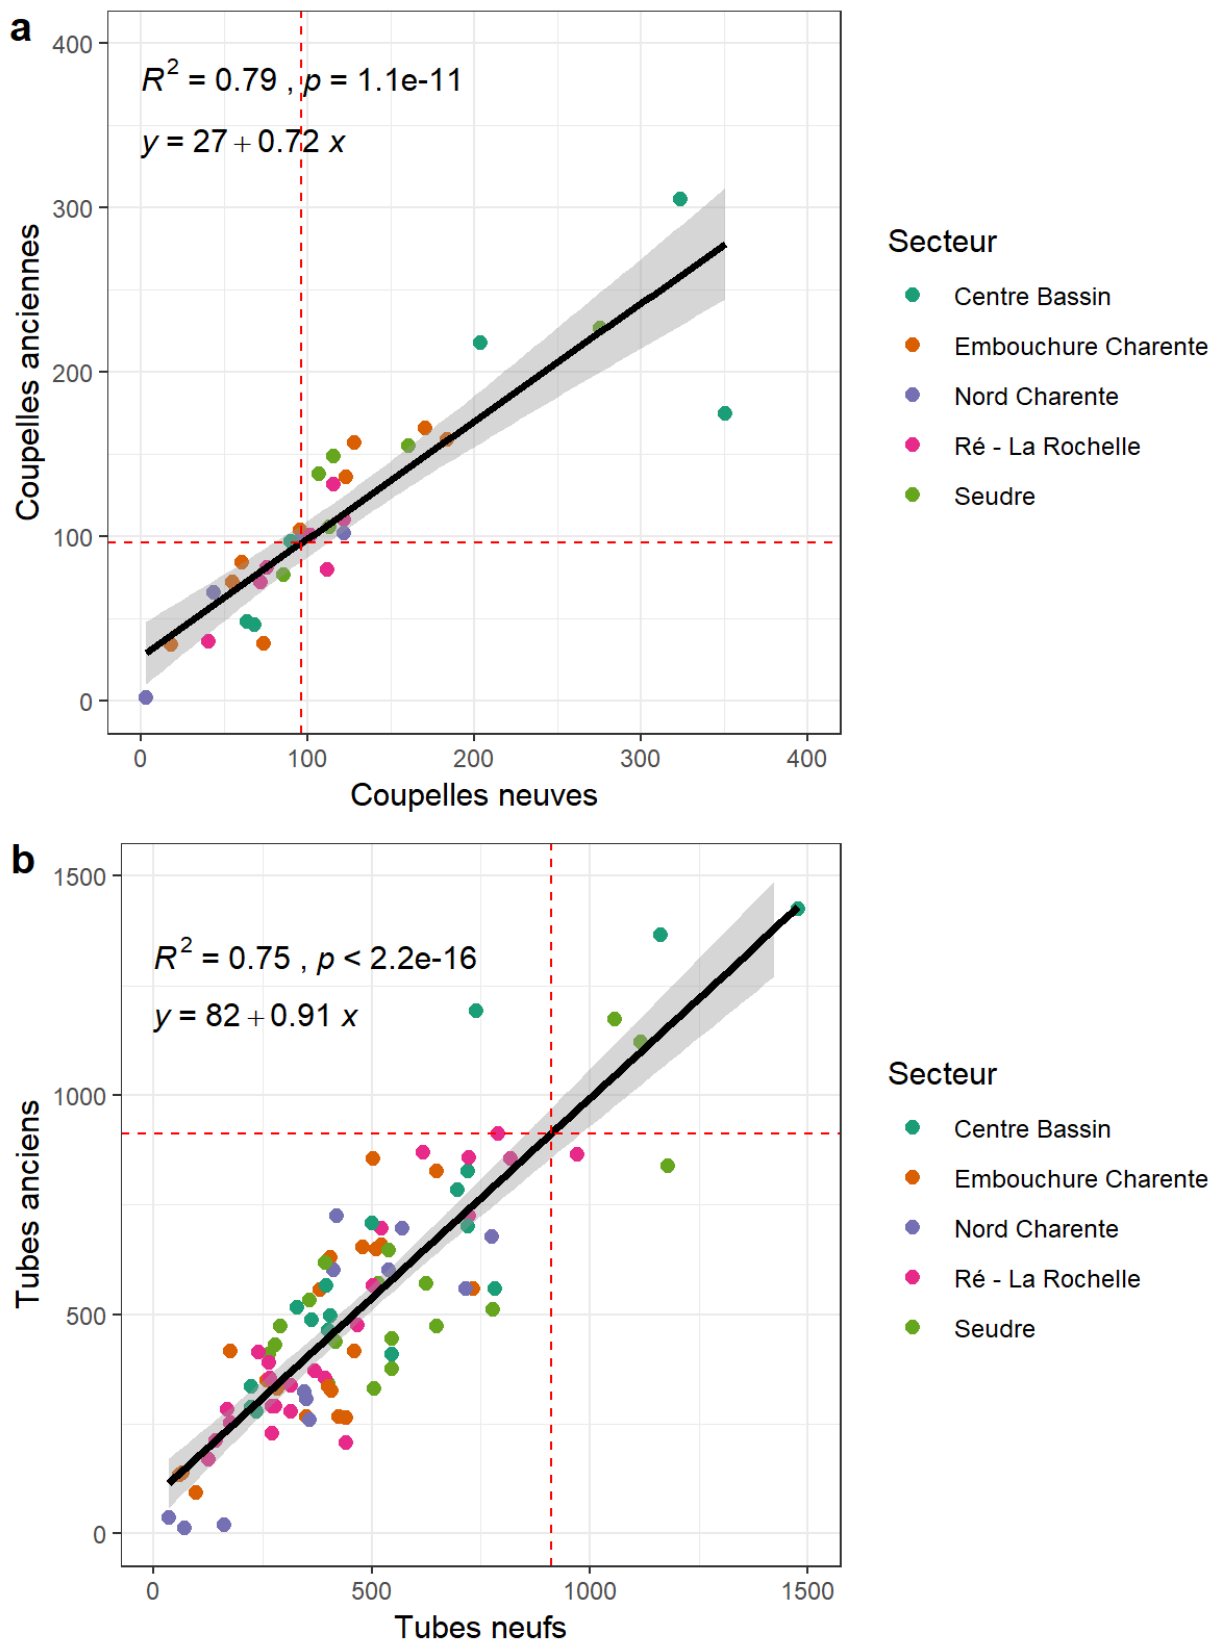 a
400
300
200
100
0
R² = 0.79 , p = 1.1e-11
y = 27 + 0.72 x
Coupelles anciennes
0 100 200 300 400
Coupelles neuves
Secteur
Centre Bassin
Embouchure Charente
Nord Charente
Ré - La Rochelle
Seudre
b
1500
1000
500
0
R² = 0.75 , p < 2.2e-16
y = 82 + 0.91 x
Tubes anciens
0 500 1000 1500
Tubes neufs
Secteur
Centre Bassin
Embouchure Charente
Nord Charente
Ré - La Rochelle
Seudre